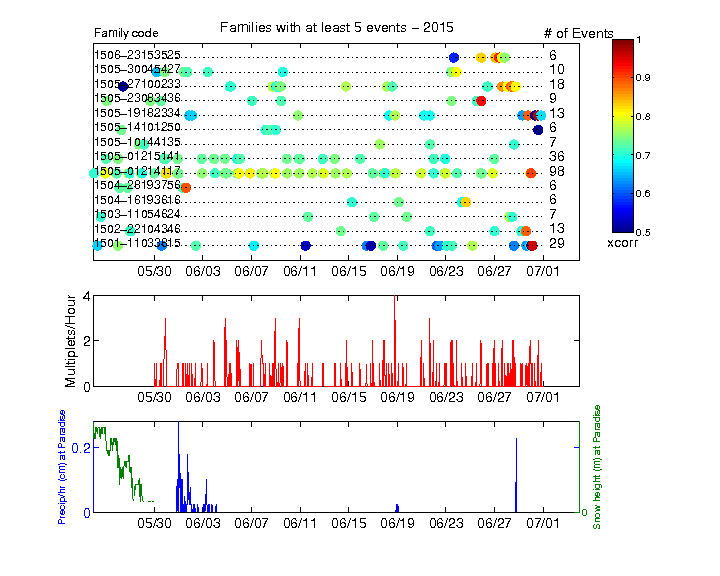 Families with at least 5 events − 2015
Family code
# of Events
1506−23153525 6
1505−30045427 10
1505−27100233 18
1505−23083436 9
1505−19182334 13
1505−14101250 6
1505−10144135 7
1505−01215141 36
1505−01214117 98
1504−28193756 6
1504−16193616 6
1503−11054624 7
1502−22104346 13
1501−11033815 29
05/30 06/03 06/07 06/11 06/15 06/19 06/23 06/27 07/01
1
0.9
0.8
0.7
0.6
0.5
xcorr
Multiplets/Hour
4
2
0
05/30 06/03 06/07 06/11 06/15 06/19 06/23 06/27 07/01
Precip/hr (cm) at Paradise
0.2
0
05/30 06/03 06/07 06/11 06/15 06/19 06/23 06/27 07/01
0
Snow height (m) at Paradise